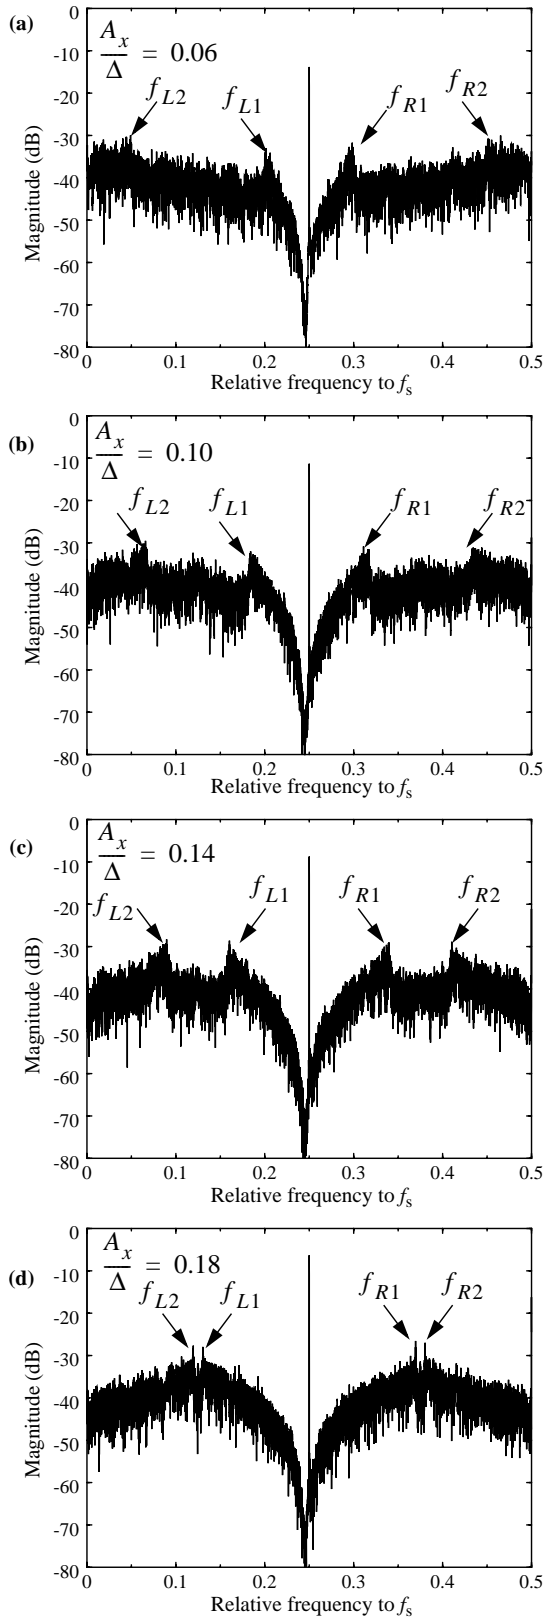 (a)
A_x
Δ = 0.06
f_L2 f_L1 f_R1 f_R2
Magnitude (dB)
0
-10
-20
-30
-40
-50
-60
-70
-80
0 0.1 0.2 0.3 0.4 0.5
Relative frequency to f_s
(b)
A_x
Δ = 0.10
f_L2 f_L1 f_R1 f_R2
Magnitude (dB)
0
-10
-20
-30
-40
-50
-60
-70
-80
0 0.1 0.2 0.3 0.4 0.5
Relative frequency to f_s
(c)
A_x
Δ = 0.14
f_L2 f_L1 f_R1 f_R2
Magnitude (dB)
0
-10
-20
-30
-40
-50
-60
-70
-80
0 0.1 0.2 0.3 0.4 0.5
Relative frequency to f_s
(d)
A_x
Δ = 0.18
f_L2 f_L1 f_R1 f_R2
Magnitude (dB)
0
-10
-20
-30
-40
-50
-60
-70
-80
0 0.1 0.2 0.3 0.4 0.5
Relative frequency to f_s